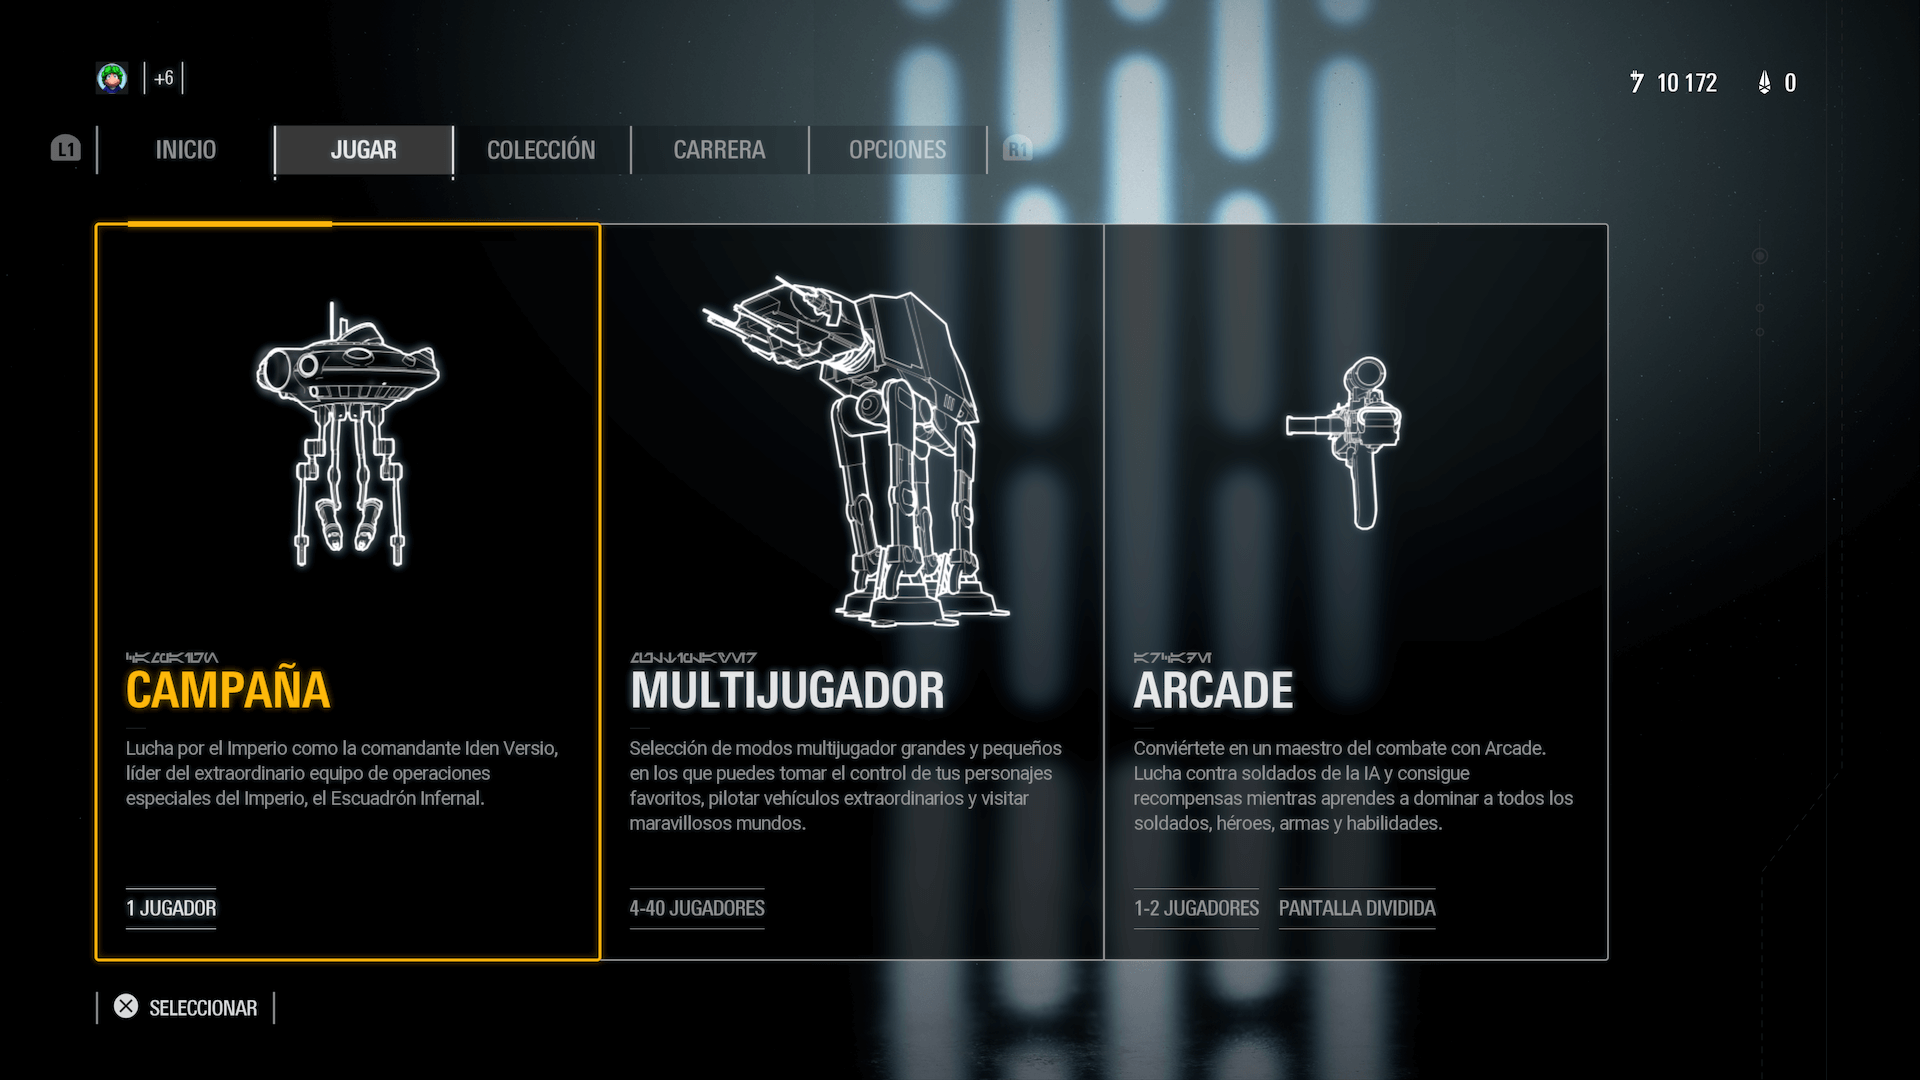 +6
10 172
0
L1
INICIO
JUGAR
COLECCIÓN
CARRERA
OPCIONES
R1
CAMPAÑA
Lucha por el Imperio como la comandante Iden Versio,
líder del extraordinario equipo de operaciones
especiales del Imperio, el Escuadrón Infernal.
1 JUGADOR
MULTIJUGADOR
Selección de modos multijugador grandes y pequeños
en los que puedes tomar el control de tus personajes
favoritos, pilotar vehículos extraordinarios y visitar
maravillosos mundos.
4-40 JUGADORES
ARCADE
Conviértete en un maestro del combate con Arcade.
Lucha contra soldados de la IA y consigue
recompensas mientras aprendes a dominar a todos los
soldados, héroes, armas y habilidades.
1-2 JUGADORES PANTALLA DIVIDIDA
SELECCIONAR